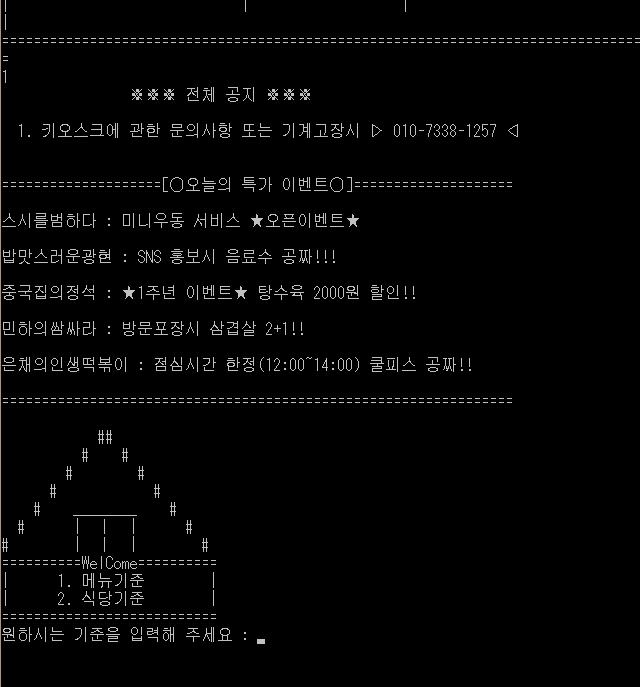 |                             |                   |
|
================================================================================
=
1
※※※ 전체 공지 ※※※
1. 키오스크에 관한 문의사항 또는 기계고장시 ▷ 010-7338-1257 ◁
====================[○오늘의 특가 이벤트○]====================
스시를범하다 : 미니우동 서비스 ★오픈이벤트★
밥맛스러운광현 : SNS 홍보시 음료수 공짜!!!
중국집의정석 : ★1주년 이벤트★ 탕수육 2000원 할인!!
민하의쌈싸라 : 방문포장시 삼겹살 2+1!!
은채의인생떡볶이 : 점심시간 한정(12:00~14:00) 쿨피스 공짜!!
================================================================
            ##
          #    #
        #        #
      #            #
    #    ________    #
  #      |  |  |      #
#        |  |  |        #
==========WelCome==========
|      1. 메뉴기준        |
|      2. 식당기준        |
===========================
원하시는 기준을 입력해 주세요 : _